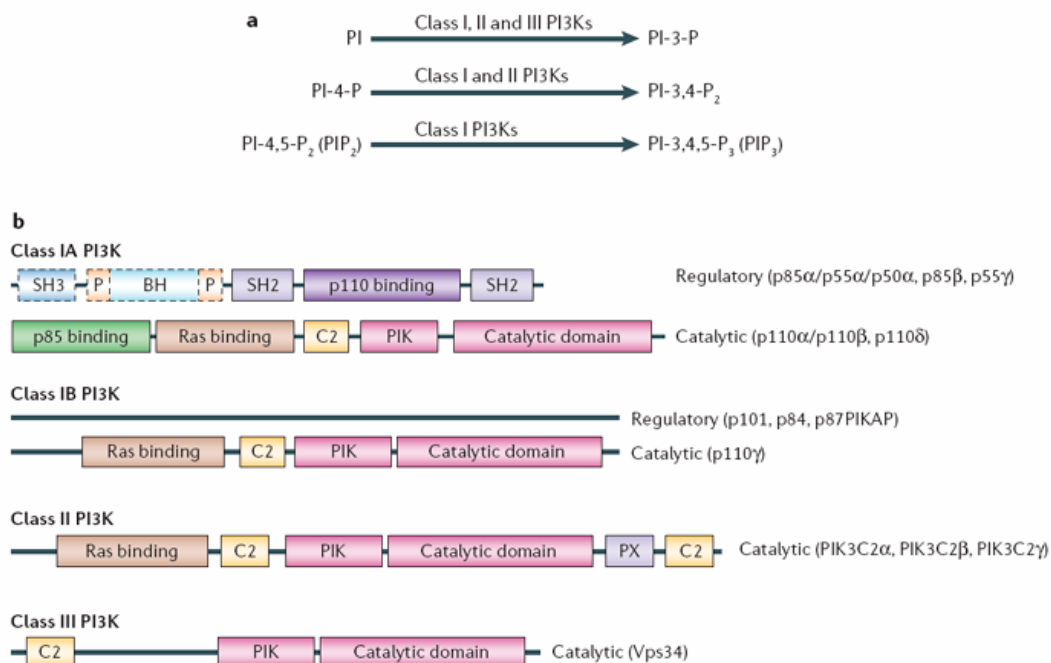 a
PI Class I, II and III PI3Ks PI-3-P
PI-4-P Class I and II PI3Ks PI-3,4-P₂
PI-4,5-P₂ (PIP₂) Class I PI3Ks PI-3,4,5-P₃ (PIP₃)
b
Class IA PI3K
SH3 P BH P SH2 p110 binding SH2 Regulatory (p85α/p55α/p50α, p85β, p55γ)
p85 binding Ras binding C2 PIK Catalytic domain Catalytic (p110α/p110β, p110δ)
Class IB PI3K
Regulatory (p101, p84, p87PIKAP)
Ras binding C2 PIK Catalytic domain Catalytic (p110γ)
Class II PI3K
Ras binding C2 PIK Catalytic domain PX C2 Catalytic (PIK3C2α, PIK3C2β, PIK3C2γ)
Class III PI3K
C2 PIK Catalytic domain Catalytic (Vps34)